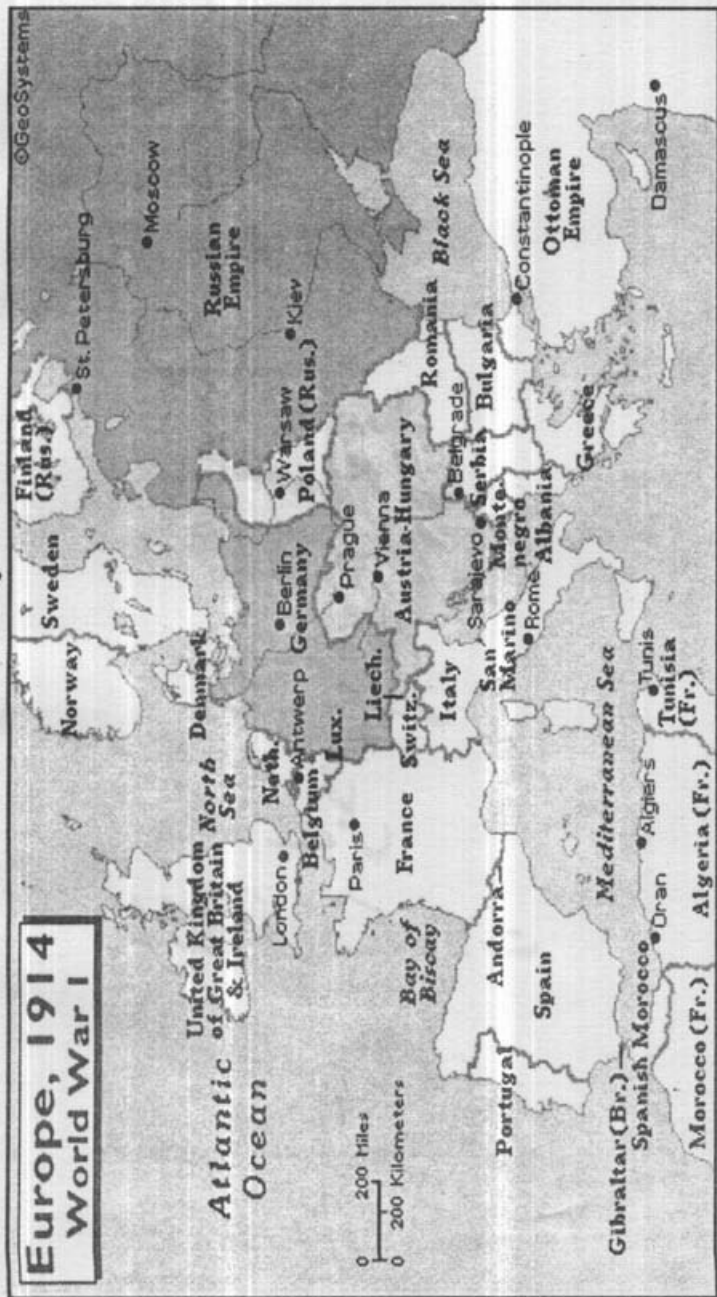 Europe, 1914
World War I
©GeoSystems
Norway
Sweden
Finland
(Rus.)
St. Petersburg
Moscow
United Kingdom
of Great Britain
& Ireland
North
Sea
Denmark
Atlantic
Ocean
London
Neth.
Antwerp
Belgium
Lux.
Berlin
Germany
Warsaw
Poland (Rus.)
Russian
Empire
Kiev
0 200 Miles
0 200 Kilometers
Paris
France
Liech.
Switz.
Prague
Vienna
Austria-Hungary
Bay of
Biscay
Italy
Romania
Black Sea
Portugal
Spain
Andorra
San
Marino
Rome
Sarajevo
Belgrade
Serbia
Monte
negro
Albania
Bulgaria
Constantinople
Greece
Ottoman
Empire
Mediterranean Sea
Gibraltar (Br.)
Spanish Morocco
Morocco (Fr.)
Oran
Algiers
Algeria (Fr.)
Tunis
Tunisia
(Fr.)
Damascus